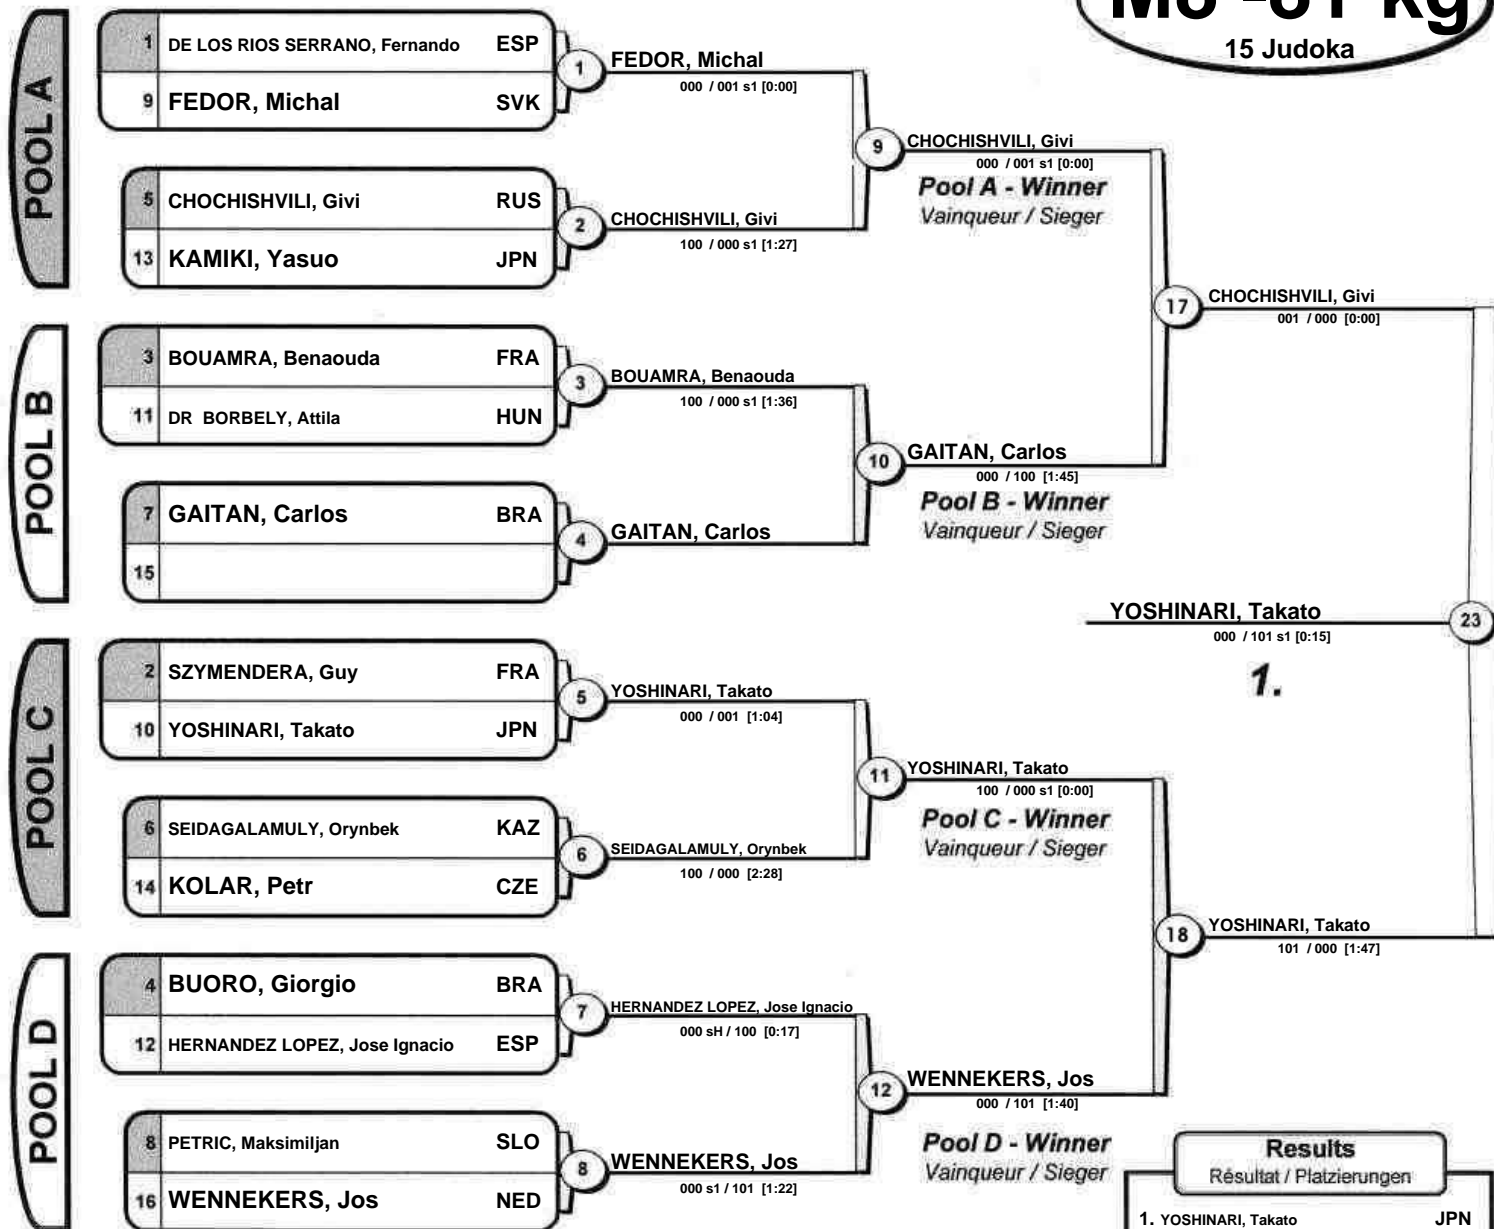 M6 -81 kg
15 Judoka
POOL A
1 DE LOS RIOS SERRANO, Fernando ESP
9 FEDOR, Michal SVK
1
FEDOR, Michal
000 / 001 s1 [0:00]
5 CHOCHISHVILI, Givi RUS
13 KAMIKI, Yasuo JPN
2
CHOCHISHVILI, Givi
100 / 000 s1 [1:27]
9
CHOCHISHVILI, Givi
000 / 001 s1 [0:00]
Pool A - Winner
Vainqueur / Sieger
POOL B
3 BOUAMRA, Benaouda FRA
11 DR BORBELY, Attila HUN
3
BOUAMRA, Benaouda
100 / 000 s1 [1:36]
7 GAITAN, Carlos BRA
15
4
GAITAN, Carlos
10
GAITAN, Carlos
000 / 100 [1:45]
Pool B - Winner
Vainqueur / Sieger
17
CHOCHISHVILI, Givi
001 / 000 [0:00]
YOSHINARI, Takato
000 / 101 s1 [0:15]
23
1.
POOL C
2 SZYMENDERA, Guy FRA
10 YOSHINARI, Takato JPN
5
YOSHINARI, Takato
000 / 001 [1:04]
6 SEIDAGALAMULY, Orynbek KAZ
14 KOLAR, Petr CZE
6
SEIDAGALAMULY, Orynbek
100 / 000 [2:28]
11
YOSHINARI, Takato
100 / 000 s1 [0:00]
Pool C - Winner
Vainqueur / Sieger
18
YOSHINARI, Takato
101 / 000 [1:47]
POOL D
4 BUORO, Giorgio BRA
12 HERNANDEZ LOPEZ, Jose Ignacio ESP
7
HERNANDEZ LOPEZ, Jose Ignacio
000 sH / 100 [0:17]
8 PETRIC, Maksimiljan SLO
16 WENNEKERS, Jos NED
8
WENNEKERS, Jos
000 s1 / 101 [1:22]
12
WENNEKERS, Jos
000 / 101 [1:40]
Pool D - Winner
Vainqueur / Sieger
Results
Résultat / Platzierungen
1. YOSHINARI, Takato JPN